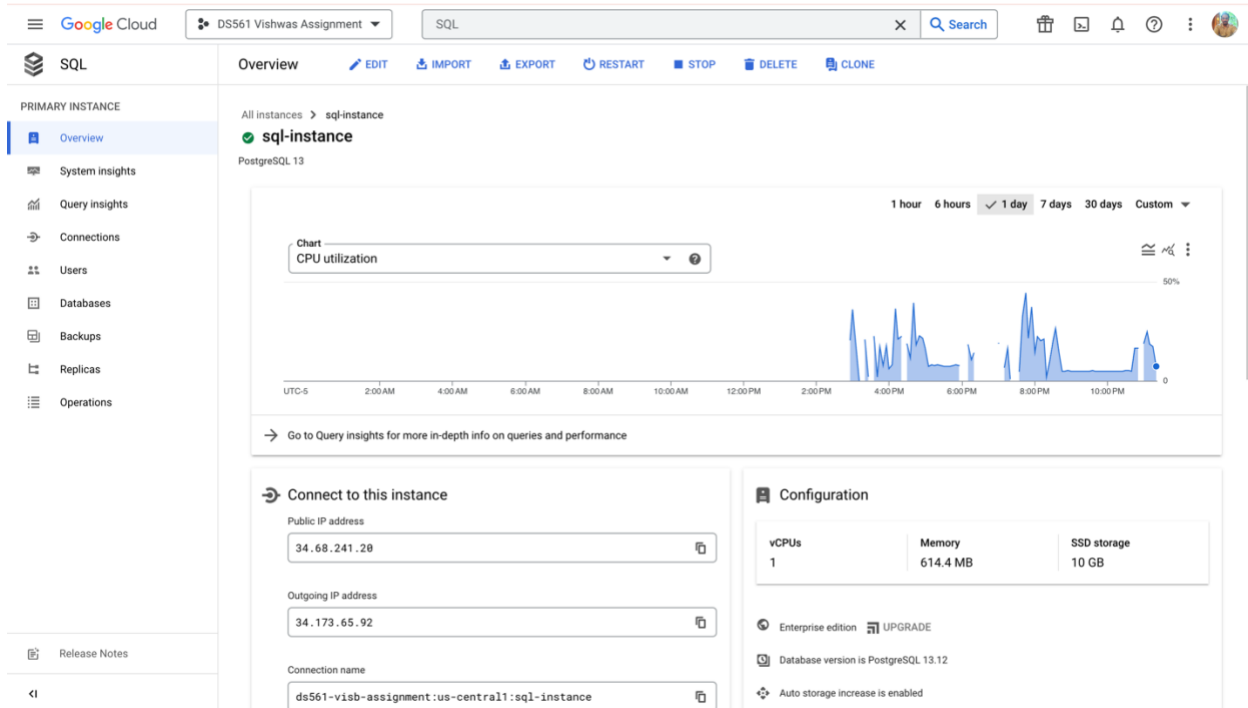 Google Cloud
DS561 Vishwas Assignment
SQL
Search
SQL
Overview
EDIT
IMPORT
EXPORT
RESTART
STOP
DELETE
CLONE
PRIMARY INSTANCE
Overview
System insights
Query insights
Connections
Users
Databases
Backups
Replicas
Operations
Release Notes
All instances > sql-instance
sql-instance
PostgreSQL 13
1 hour 6 hours 1 day 7 days 30 days Custom
Chart
CPU utilization
50%
0
UTC-5 2:00 AM 4:00 AM 6:00 AM 8:00 AM 10:00 AM 12:00 PM 2:00 PM 4:00 PM 6:00 PM 8:00 PM 10:00 PM
Go to Query insights for more in-depth info on queries and performance
Connect to this instance
Public IP address
34.68.241.20
Outgoing IP address
34.173.65.92
Connection name
ds561-visb-assignment:us-central1:sql-instance
Configuration
vCPUs Memory SSD storage
1 614.4 MB 10 GB
Enterprise edition UPGRADE
Database version is PostgreSQL 13.12
Auto storage increase is enabled